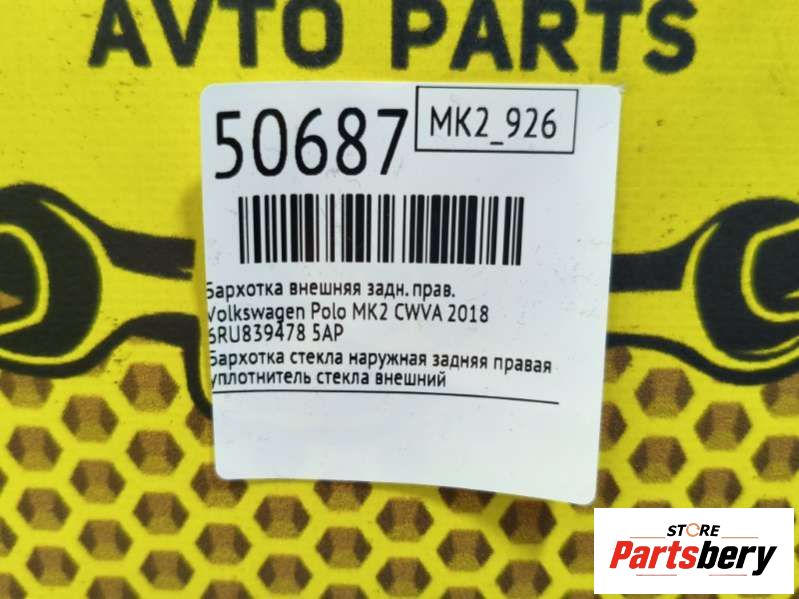 AVTO PARTS
50687
MK2_926
Бархотка внешняя задн. прав.
Volkswagen Polo MK2 CWVA 2018
6RU839478 5AP
Бархотка стекла наружная задняя правая
уплотнитель стекла внешний
STORE
Partsbery